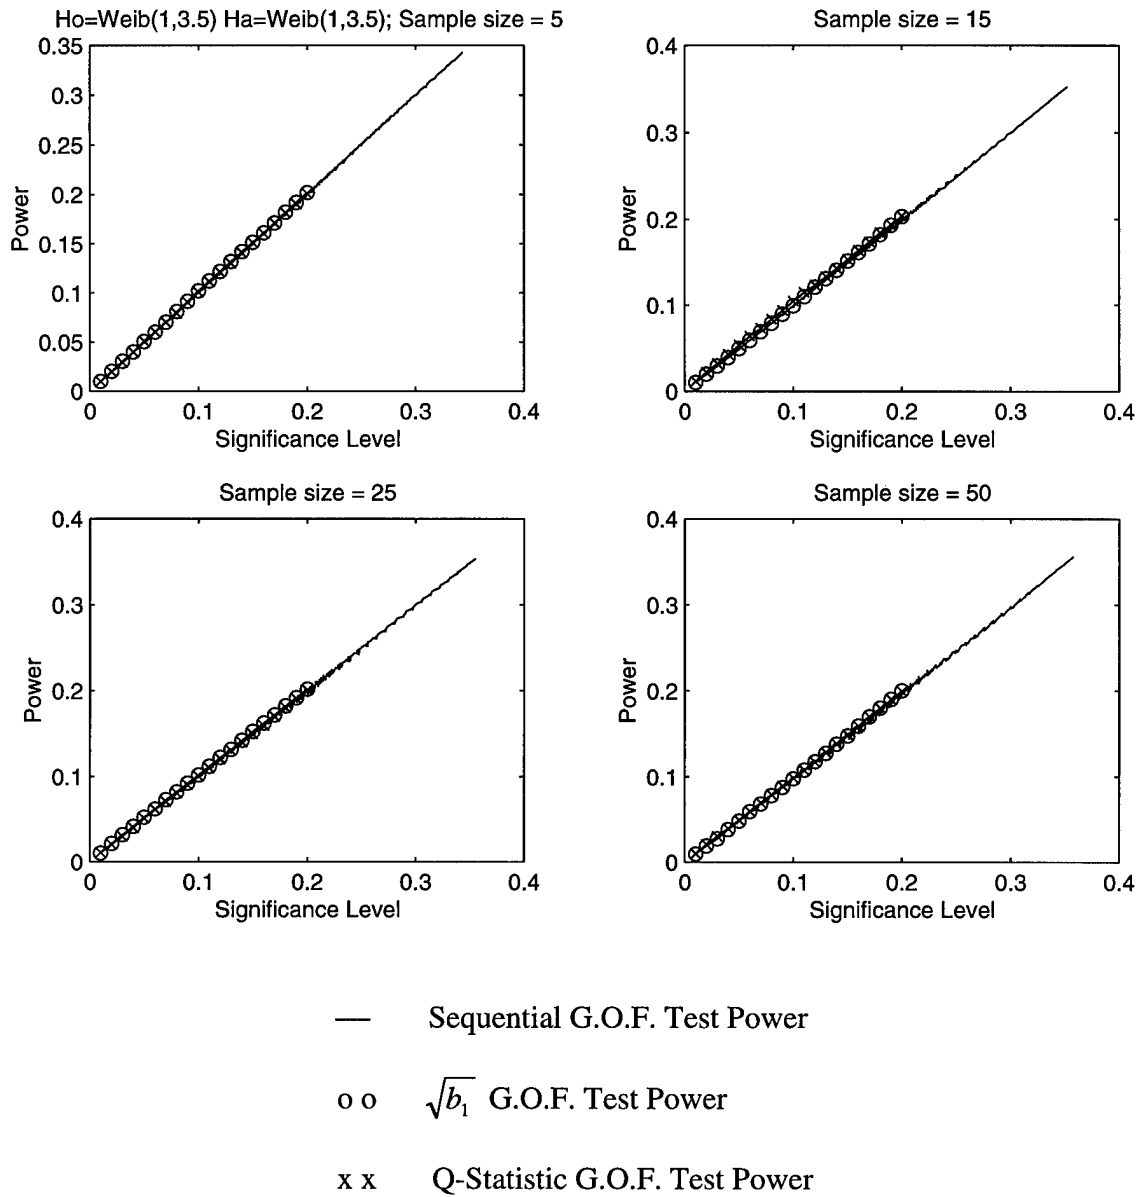 Ho=Weib(1,3.5) Ha=Weib(1,3.5); Sample size = 5
0.35
0.3
0.25
0.2
0.15
0.1
0.05
0
Power
0 0.1 0.2 0.3 0.4
Significance Level
Sample size = 15
0.4
0.3
0.2
0.1
0
Power
0 0.1 0.2 0.3 0.4
Significance Level
Sample size = 25
0.4
0.3
0.2
0.1
0
Power
0 0.1 0.2 0.3 0.4
Significance Level
Sample size = 50
0.4
0.3
0.2
0.1
0
Power
0 0.1 0.2 0.3 0.4
Significance Level
— Sequential G.O.F. Test Power
o o √b₁ G.O.F. Test Power
x x Q-Statistic G.O.F. Test Power